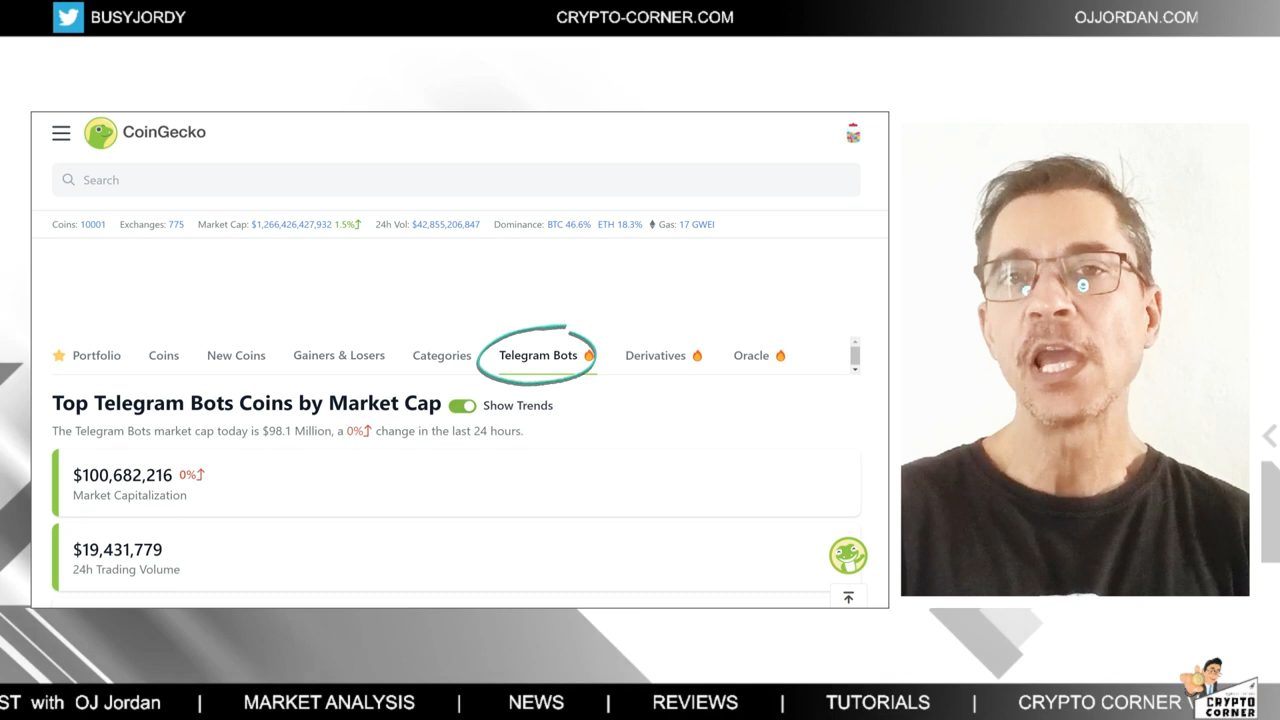 BUSYJORDY
CRYPTO-CORNER.COM
OJJORDAN.COM
CoinGecko
Search
Coins: 10001 Exchanges: 775 Market Cap: $1,266,426,427,932 1.5% 24h Vol: $42,855,206,847 Dominance: BTC 46.6% ETH 18.3% Gas: 17 GWEI
Portfolio Coins New Coins Gainers & Losers Categories Telegram Bots Derivatives Oracle
Top Telegram Bots Coins by Market Cap Show Trends
The Telegram Bots market cap today is $98.1 Million, a 0% change in the last 24 hours.
$100,682,216 0%
Market Capitalization
$19,431,779
24h Trading Volume
ST with OJ Jordan | MARKET ANALYSIS | NEWS | REVIEWS | TUTORIALS | CRYPTO CORNER
CRYPTO
CORNER